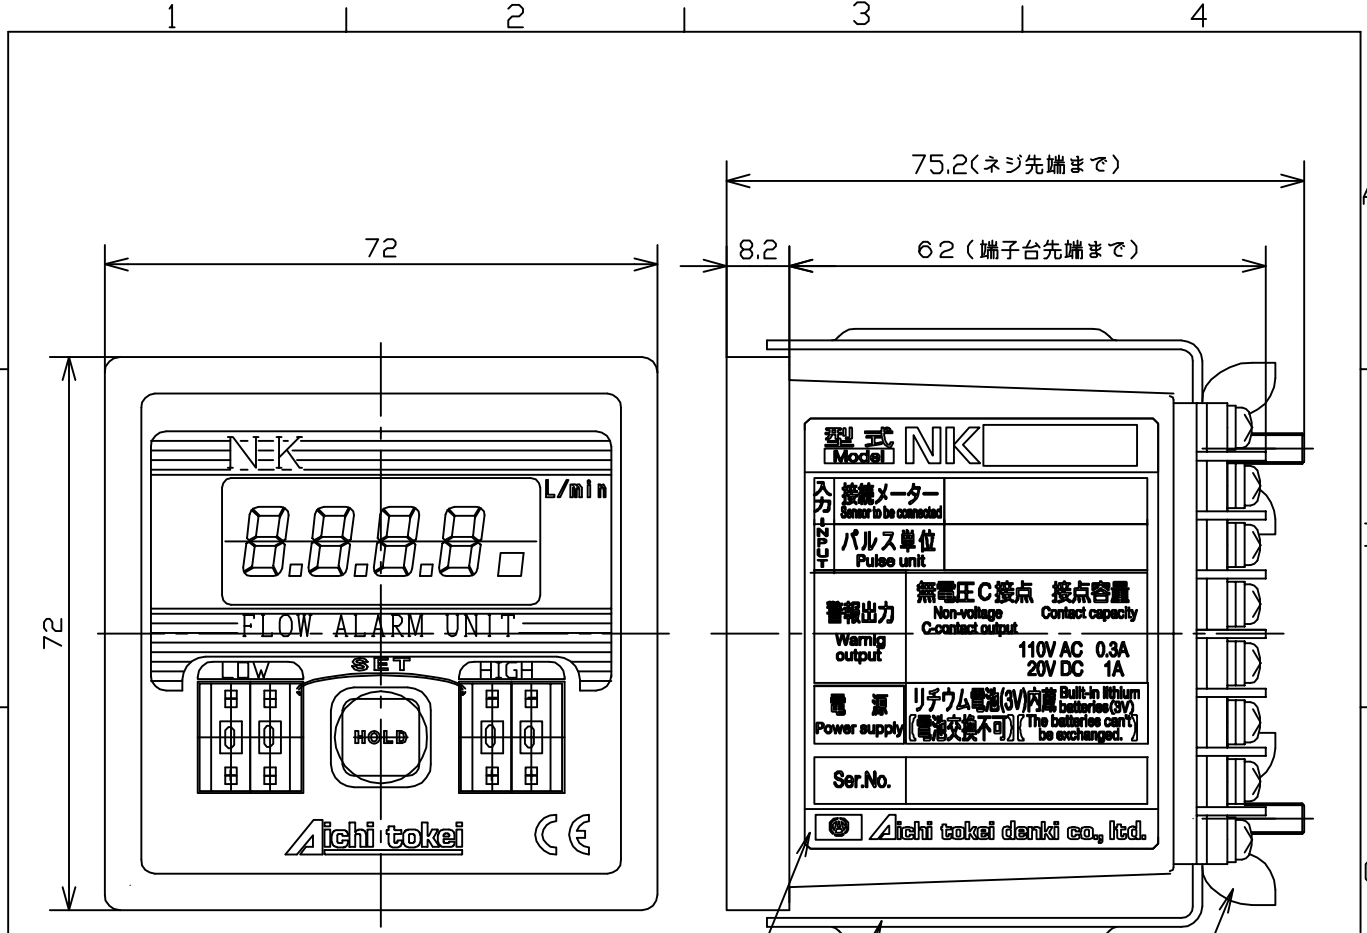 1 2 3 4
75.2(ネジ先端まで)
72
8.2
62(端子台先端まで)
72
NK
L/min
8.8.8.8.
FLOW ALARM UNIT
LOW
SET
HIGH
0 0
HOLD
0 0
Aichi tokei
CE
型式 NK
Model
入力 INPUT
接続メーター
Sensor to be connected
パルス単位
Pulse unit
警報出力
Warnig
output
無電圧C接点 接点容量
Non-voltage Contact capacity
C-contact output
110V AC 0.3A
20V DC 1A
電源
Power supply
リチウム電池(3V)内蔵 Built-in lithium
batteries(3V)
[電池交換不可] [The batteries can't
be exchanged.]
Ser.No.
Aichi tokei denki co., ltd.